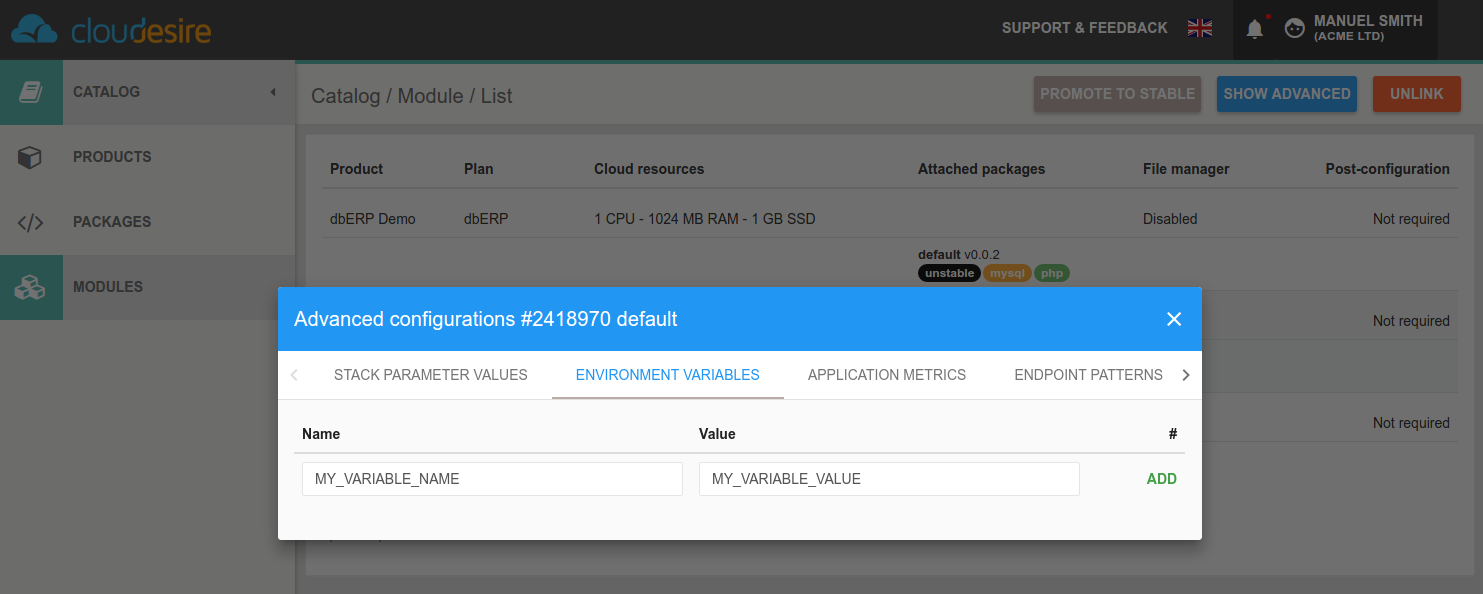 cloudesire
SUPPORT & FEEDBACK
MANUEL SMITH
(ACME LTD)
CATALOG
PRODUCTS
PACKAGES
MODULES
Catalog / Module / List
PROMOTE TO STABLE SHOW ADVANCED UNLINK
Product Plan Cloud resources Attached packages File manager Post-configuration
dbERP Demo dbERP 1 CPU - 1024 MB RAM - 1 GB SSD Disabled Not required
default v0.0.2
unstable mysql php
Not required
Not required
Advanced configurations #2418970 default
STACK PARAMETER VALUES ENVIRONMENT VARIABLES APPLICATION METRICS ENDPOINT PATTERNS
Name Value #
MY_VARIABLE_NAME MY_VARIABLE_VALUE ADD